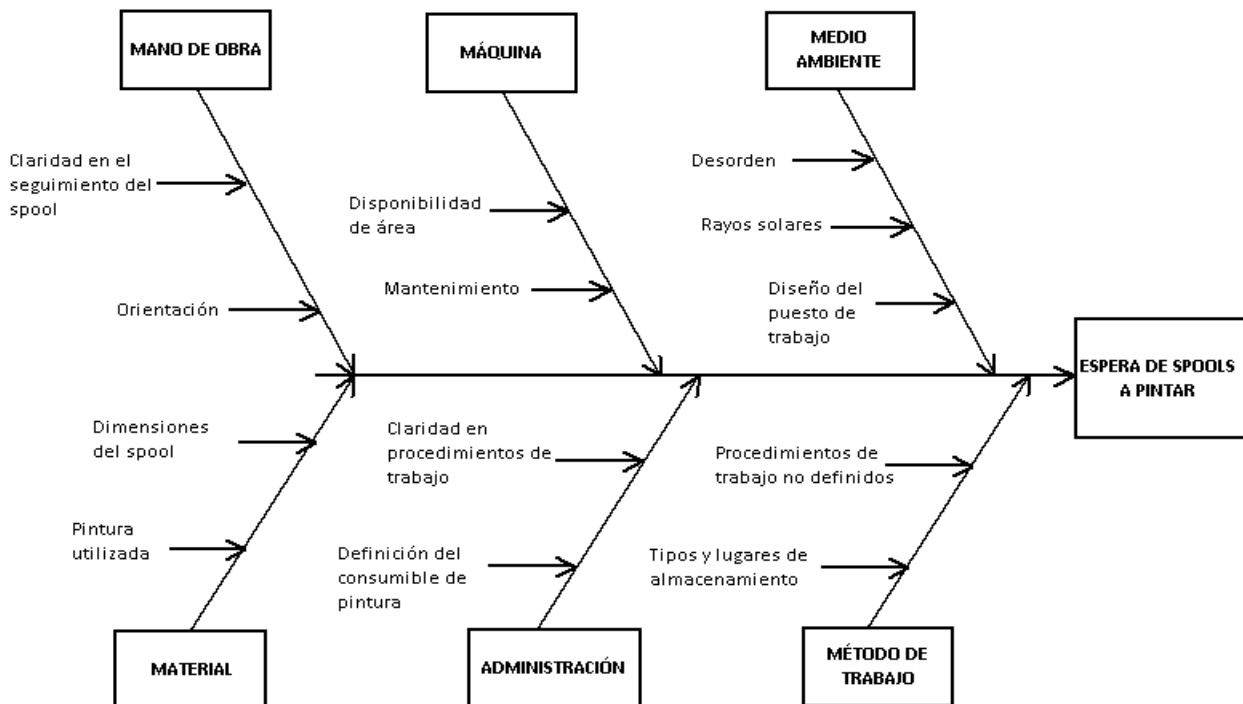 MANO DE OBRA
MÁQUINA
MEDIO
AMBIENTE
Claridad en el
seguimiento del
spool
Orientación
Disponibilidad
de área
Mantenimiento
Desorden
Rayos solares
Diseño del
puesto de
trabajo
ESPERA DE SPOOLS
A PINTAR
Dimensiones
del spool
Pintura
utilizada
Claridad en
procedimientos de
trabajo
Definición del
consumible de
pintura
Procedimientos de
trabajo no definidos
Tipos y lugares de
almacenamiento
MATERIAL
ADMINISTRACIÓN
MÉTODO DE
TRABAJO